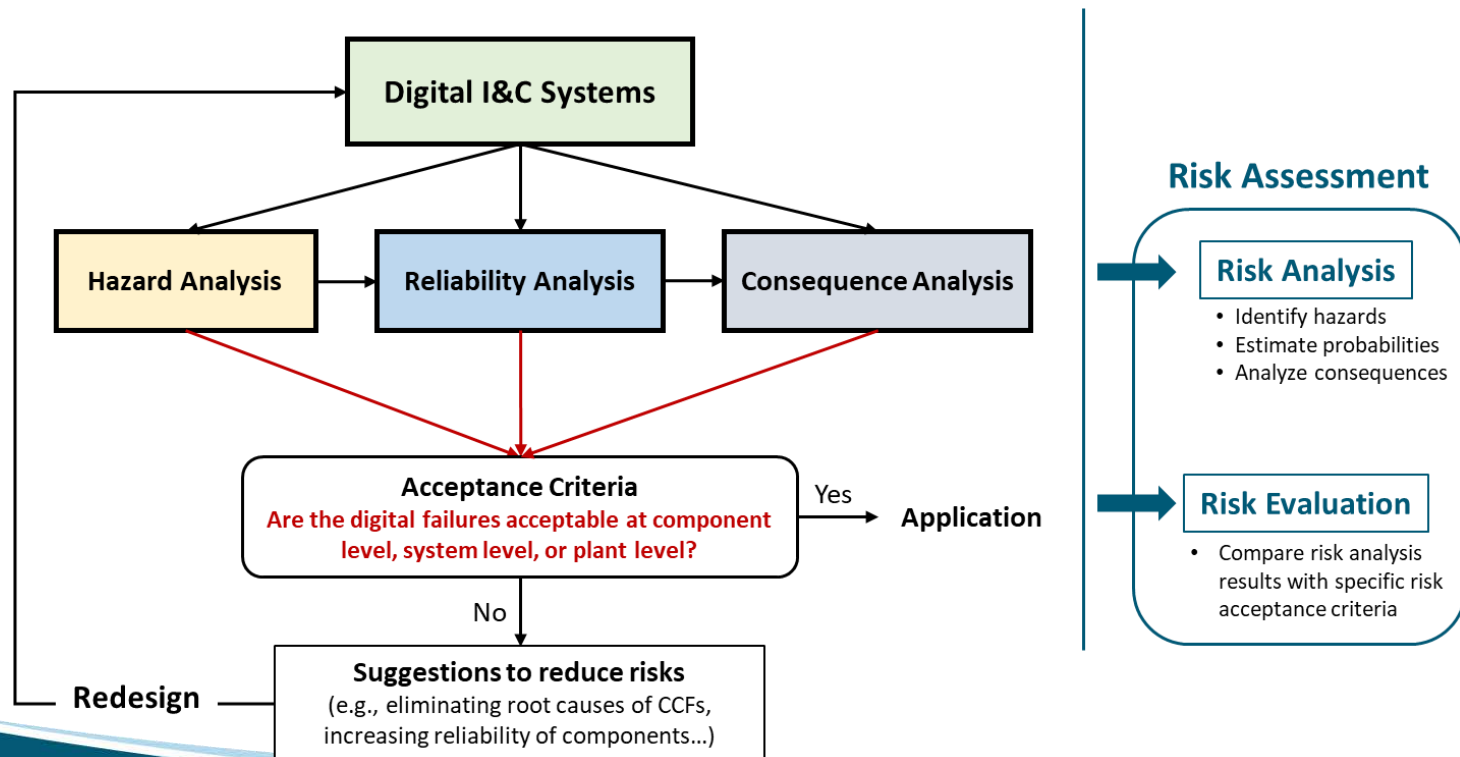 Digital I&C Systems
Hazard Analysis
Reliability Analysis
Consequence Analysis
Acceptance Criteria
Are the digital failures acceptable at component
level, system level, or plant level?
Yes
Application
No
Suggestions to reduce risks
(e.g., eliminating root causes of CCFs,
increasing reliability of components...)
Redesign
Risk Assessment
Risk Analysis
• Identify hazards
• Estimate probabilities
• Analyze consequences
Risk Evaluation
• Compare risk analysis
results with specific risk
acceptance criteria